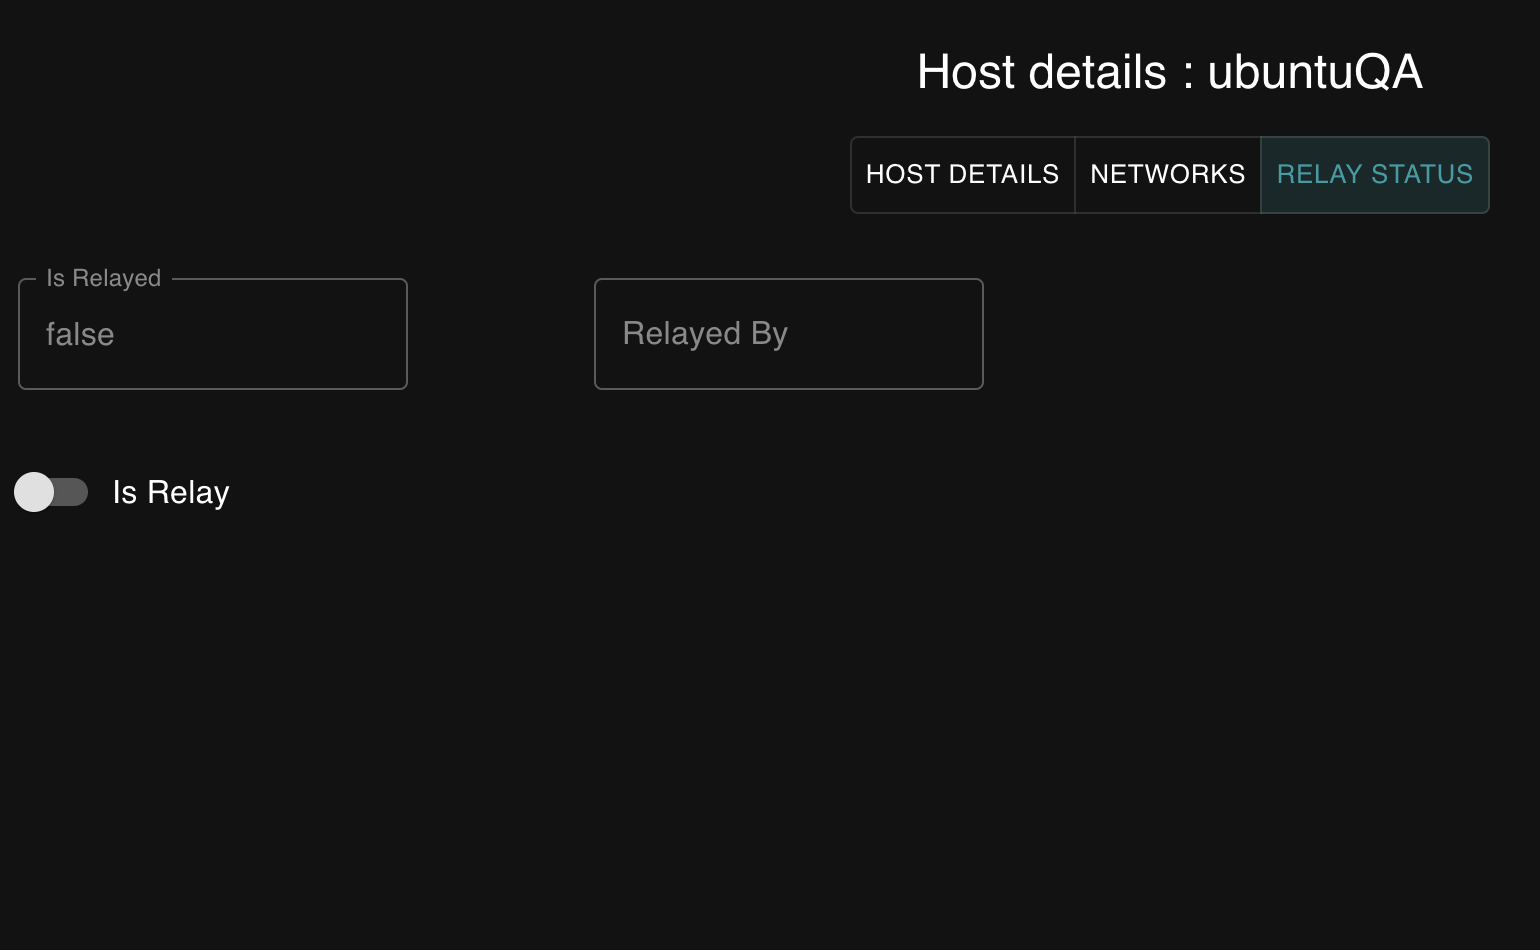 Host details : ubuntuQA
HOST DETAILS NETWORKS RELAY STATUS
Is Relayed
false
Relayed By
Is Relay